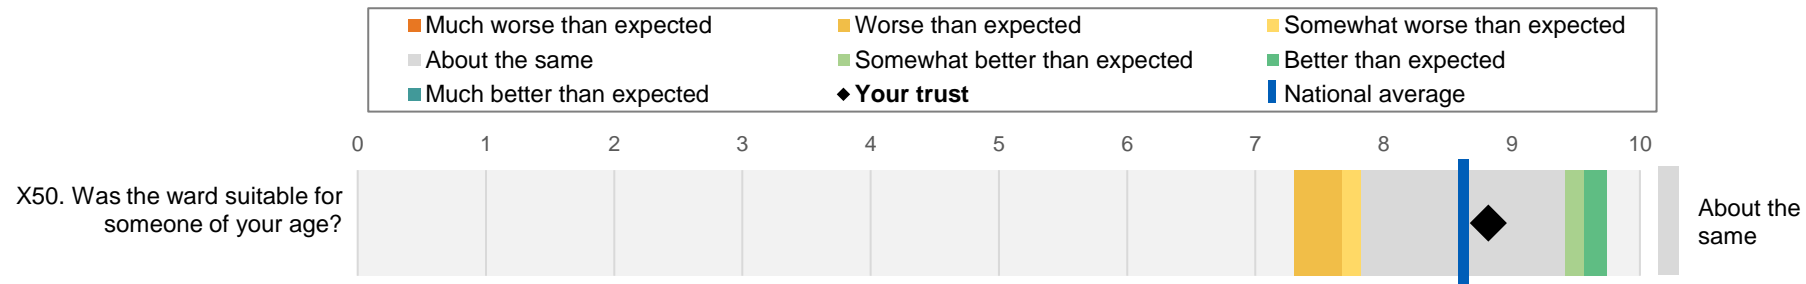 Much worse than expected
Worse than expected
Somewhat worse than expected
About the same
Somewhat better than expected
Better than expected
Much better than expected
Your trust
National average
0 1 2 3 4 5 6 7 8 9 10
X50. Was the ward suitable for
someone of your age?
About the
same